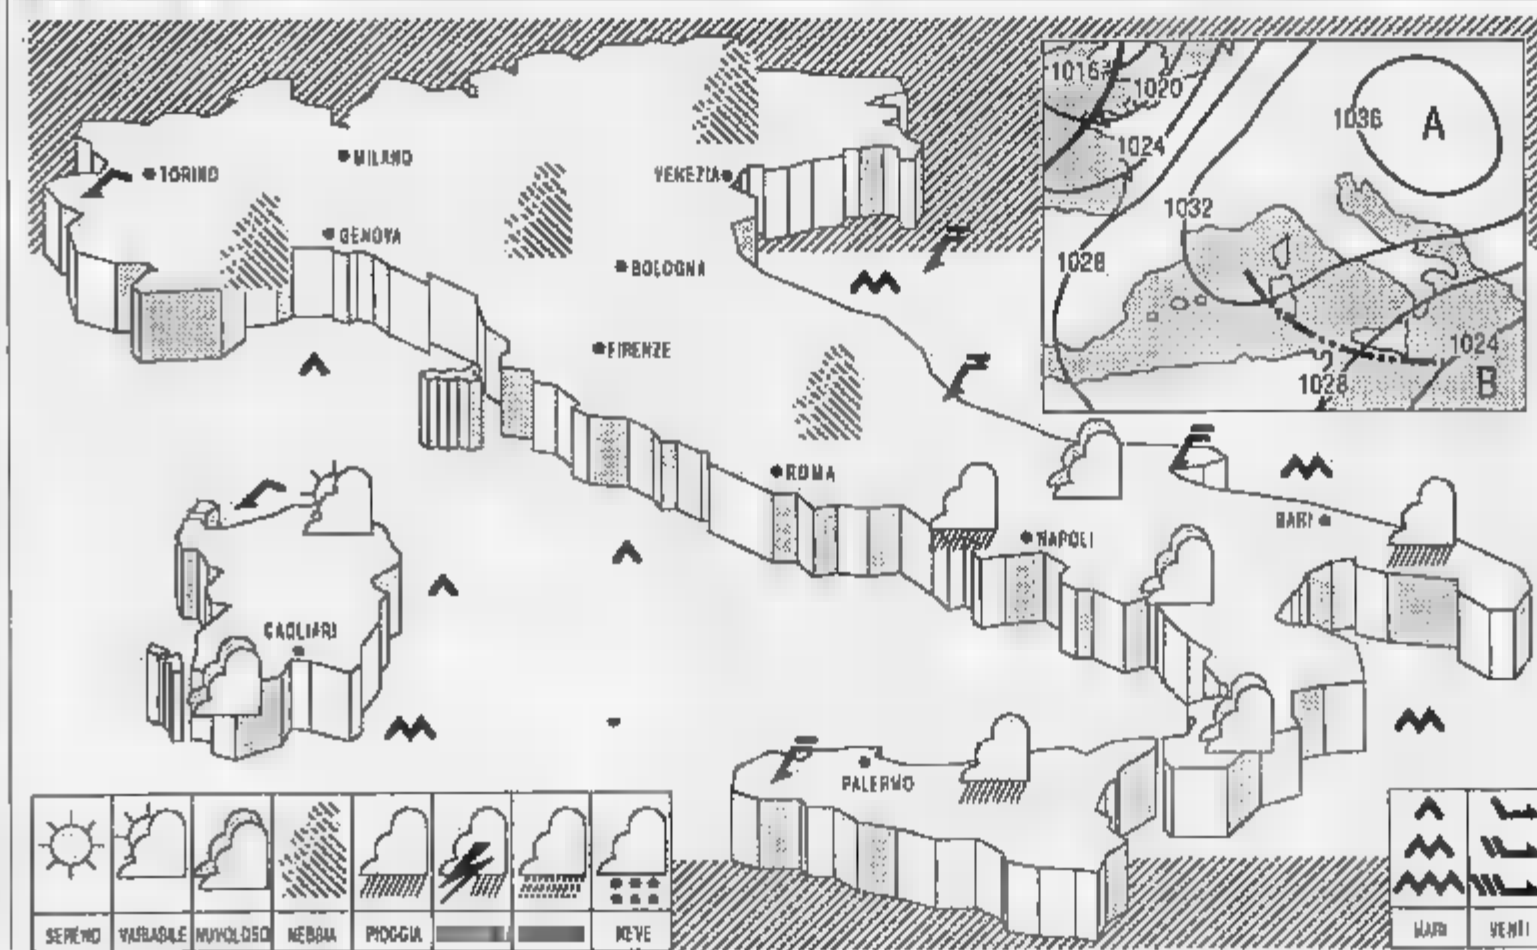 1016
1020
1036
A
1024
TORINO
MILANO
VENEZIA
1032
GENOVA
1028
BOLOGNA
FIRENZE
1024
1028
B
ROMA
BARI
NAPOLI
CAGLIARI
PALERMO
SERENO VARIABILE NUVOLOSO NEBBIA PIOGGIA NEVE
MARI VENTI